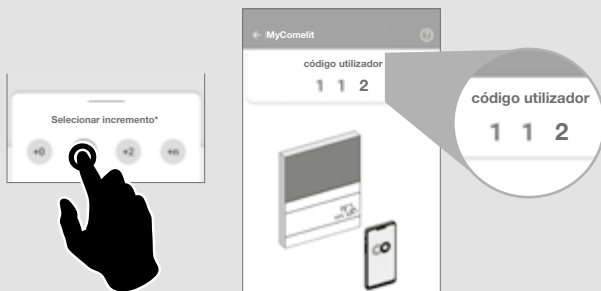 Selecionar incremento*
+0 +2 +n
← MyComelit ?
código utilizador
1 1 2
código utilizador
1 1 2